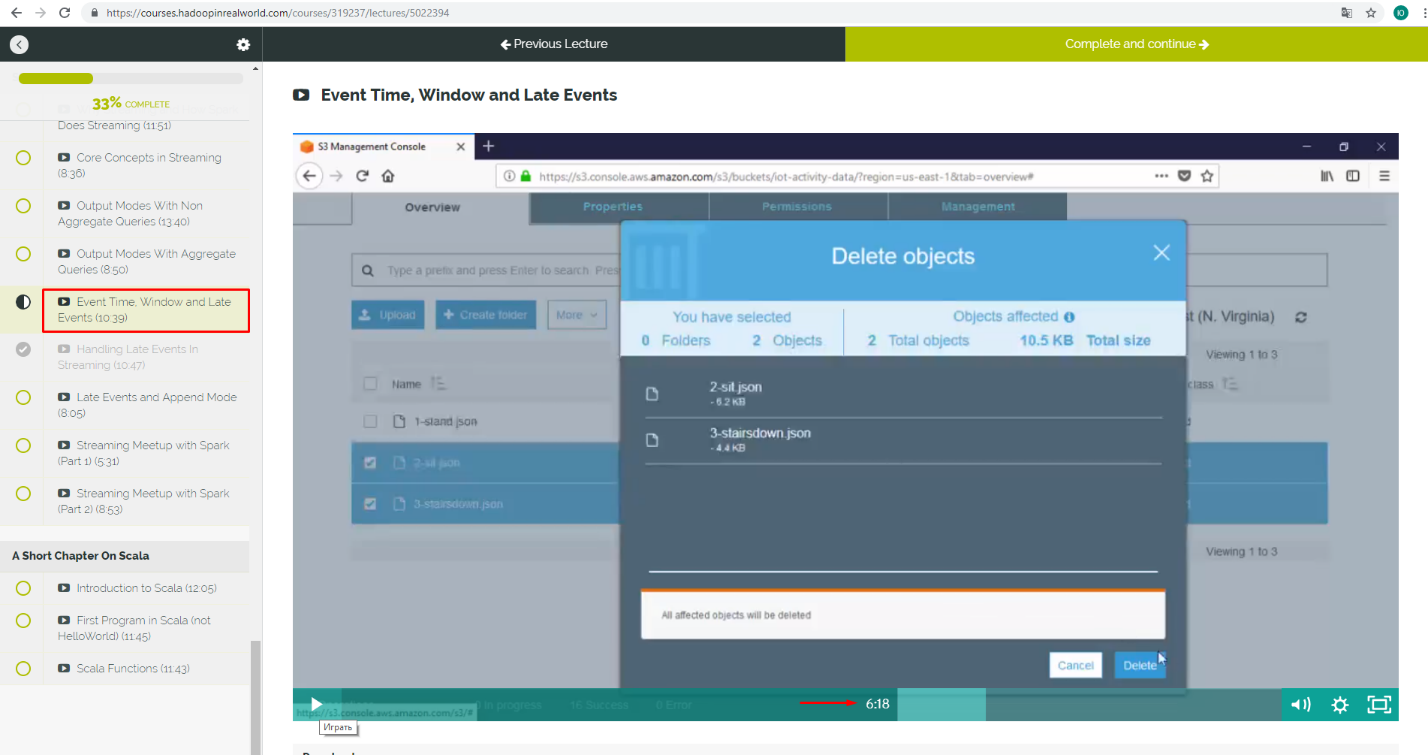 https://courses.hadoopinrealworld.com/courses/319237/lectures/5022394
Ю
Previous Lecture
Complete and continue
33% COMPLETE
Does Streaming (11:51)
Core Concepts in Streaming
(8:36)
Output Modes With Non
Aggregate Queries (13:40)
Output Modes With Aggregate
Queries (8:50)
Event Time, Window and Late
Events (10:39)
Handling Late Events In
Streaming (10:47)
Late Events and Append Mode
(8:05)
Streaming Meetup with Spark
(Part 1) (5:31)
Streaming Meetup with Spark
(Part 2) (8:53)
A Short Chapter On Scala
Introduction to Scala (12:05)
First Program in Scala (not
HelloWorld) (11:45)
Scala Functions (11:43)
Event Time, Window and Late Events
S3 Management Console
https://s3.console.aws.amazon.com/s3/buckets/iot-activity-data/?region=us-east-1&tab=overview#
Overview
Properties
Permissions
Management
Type a prefix and press Enter to search. Pres
Upload
Create folder
More
st (N. Virginia)
Viewing 1 to 3
Name
class
1-stand.json
2-sit.json
3-stairsdown.json
Viewing 1 to 3
Delete objects
You have selected
Objects affected
0 Folders
2 Objects
2 Total objects
10.5 KB Total size
2-sit.json
- 6.2 KB
3-stairsdown.json
- 4.4 KB
All affected objects will be deleted
Cancel
Delete
in progress
16 Success
0 Error
6:18
https://s3.console.aws.amazon.com/s3/#
Играть